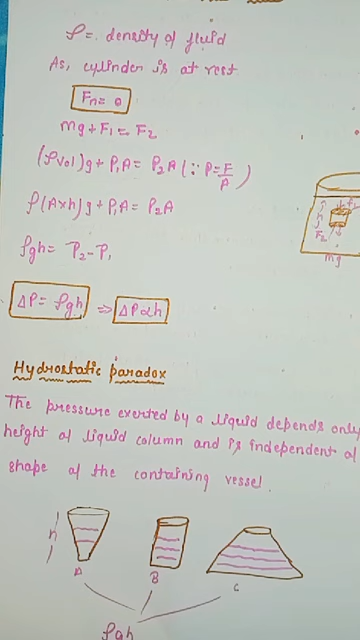 ρ = density of fluid
As, cylinder is at rest
Fn = 0
mg + F₁ = F₂
(ρVol)g + P₁A = P₂A (∵ P = F/A)
ρ(A×h)g + P₁A = P₂A
ρgh = P₂ - P₁
ΔP = ρgh ⇒ ΔP ∝ h
h F₁
F₂
mg
Hydrostatic paradox
The pressure exerted by a liquid depends only
height of liquid column and is independent of
shape of the containing vessel.
h
A B C
ρgh